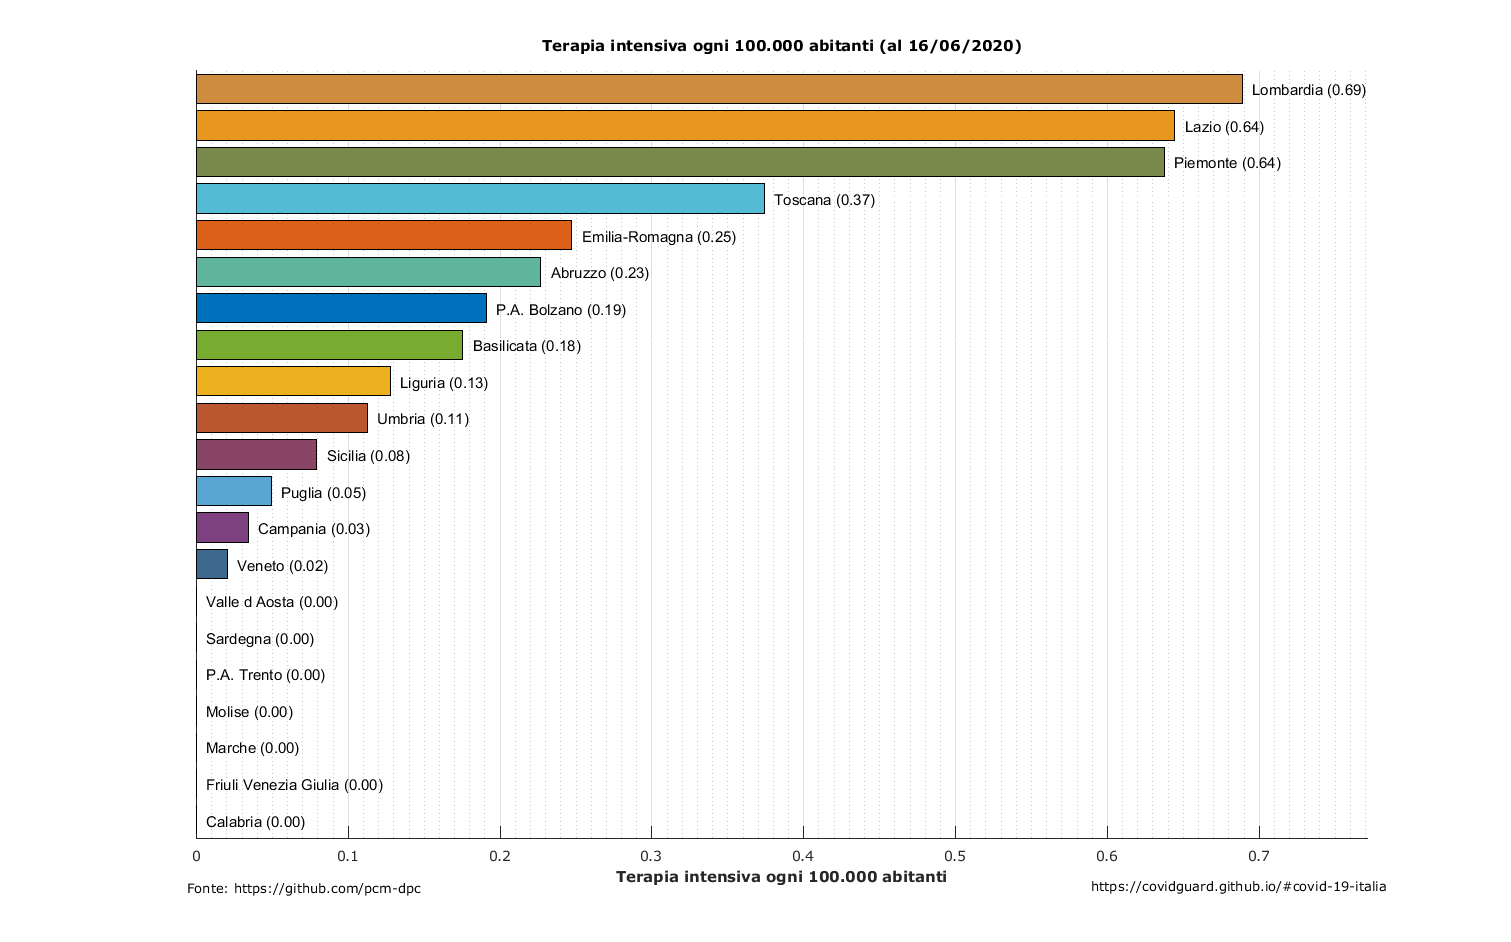 Terapia intensiva ogni 100.000 abitanti (al 16/06/2020)
Lombardia (0.69)
Lazio (0.64)
Piemonte (0.64)
Toscana (0.37)
Emilia-Romagna (0.25)
Abruzzo (0.23)
P.A. Bolzano (0.19)
Basilicata (0.18)
Liguria (0.13)
Umbria (0.11)
Sicilia (0.08)
Puglia (0.05)
Campania (0.03)
Veneto (0.02)
Valle d Aosta (0.00)
Sardegna (0.00)
P.A. Trento (0.00)
Molise (0.00)
Marche (0.00)
Friuli Venezia Giulia (0.00)
Calabria (0.00)
0 0.1 0.2 0.3 0.4 0.5 0.6 0.7
Terapia intensiva ogni 100.000 abitanti
Fonte: https://github.com/pcm-dpc
https://covidguard.github.io/#covid-19-italia